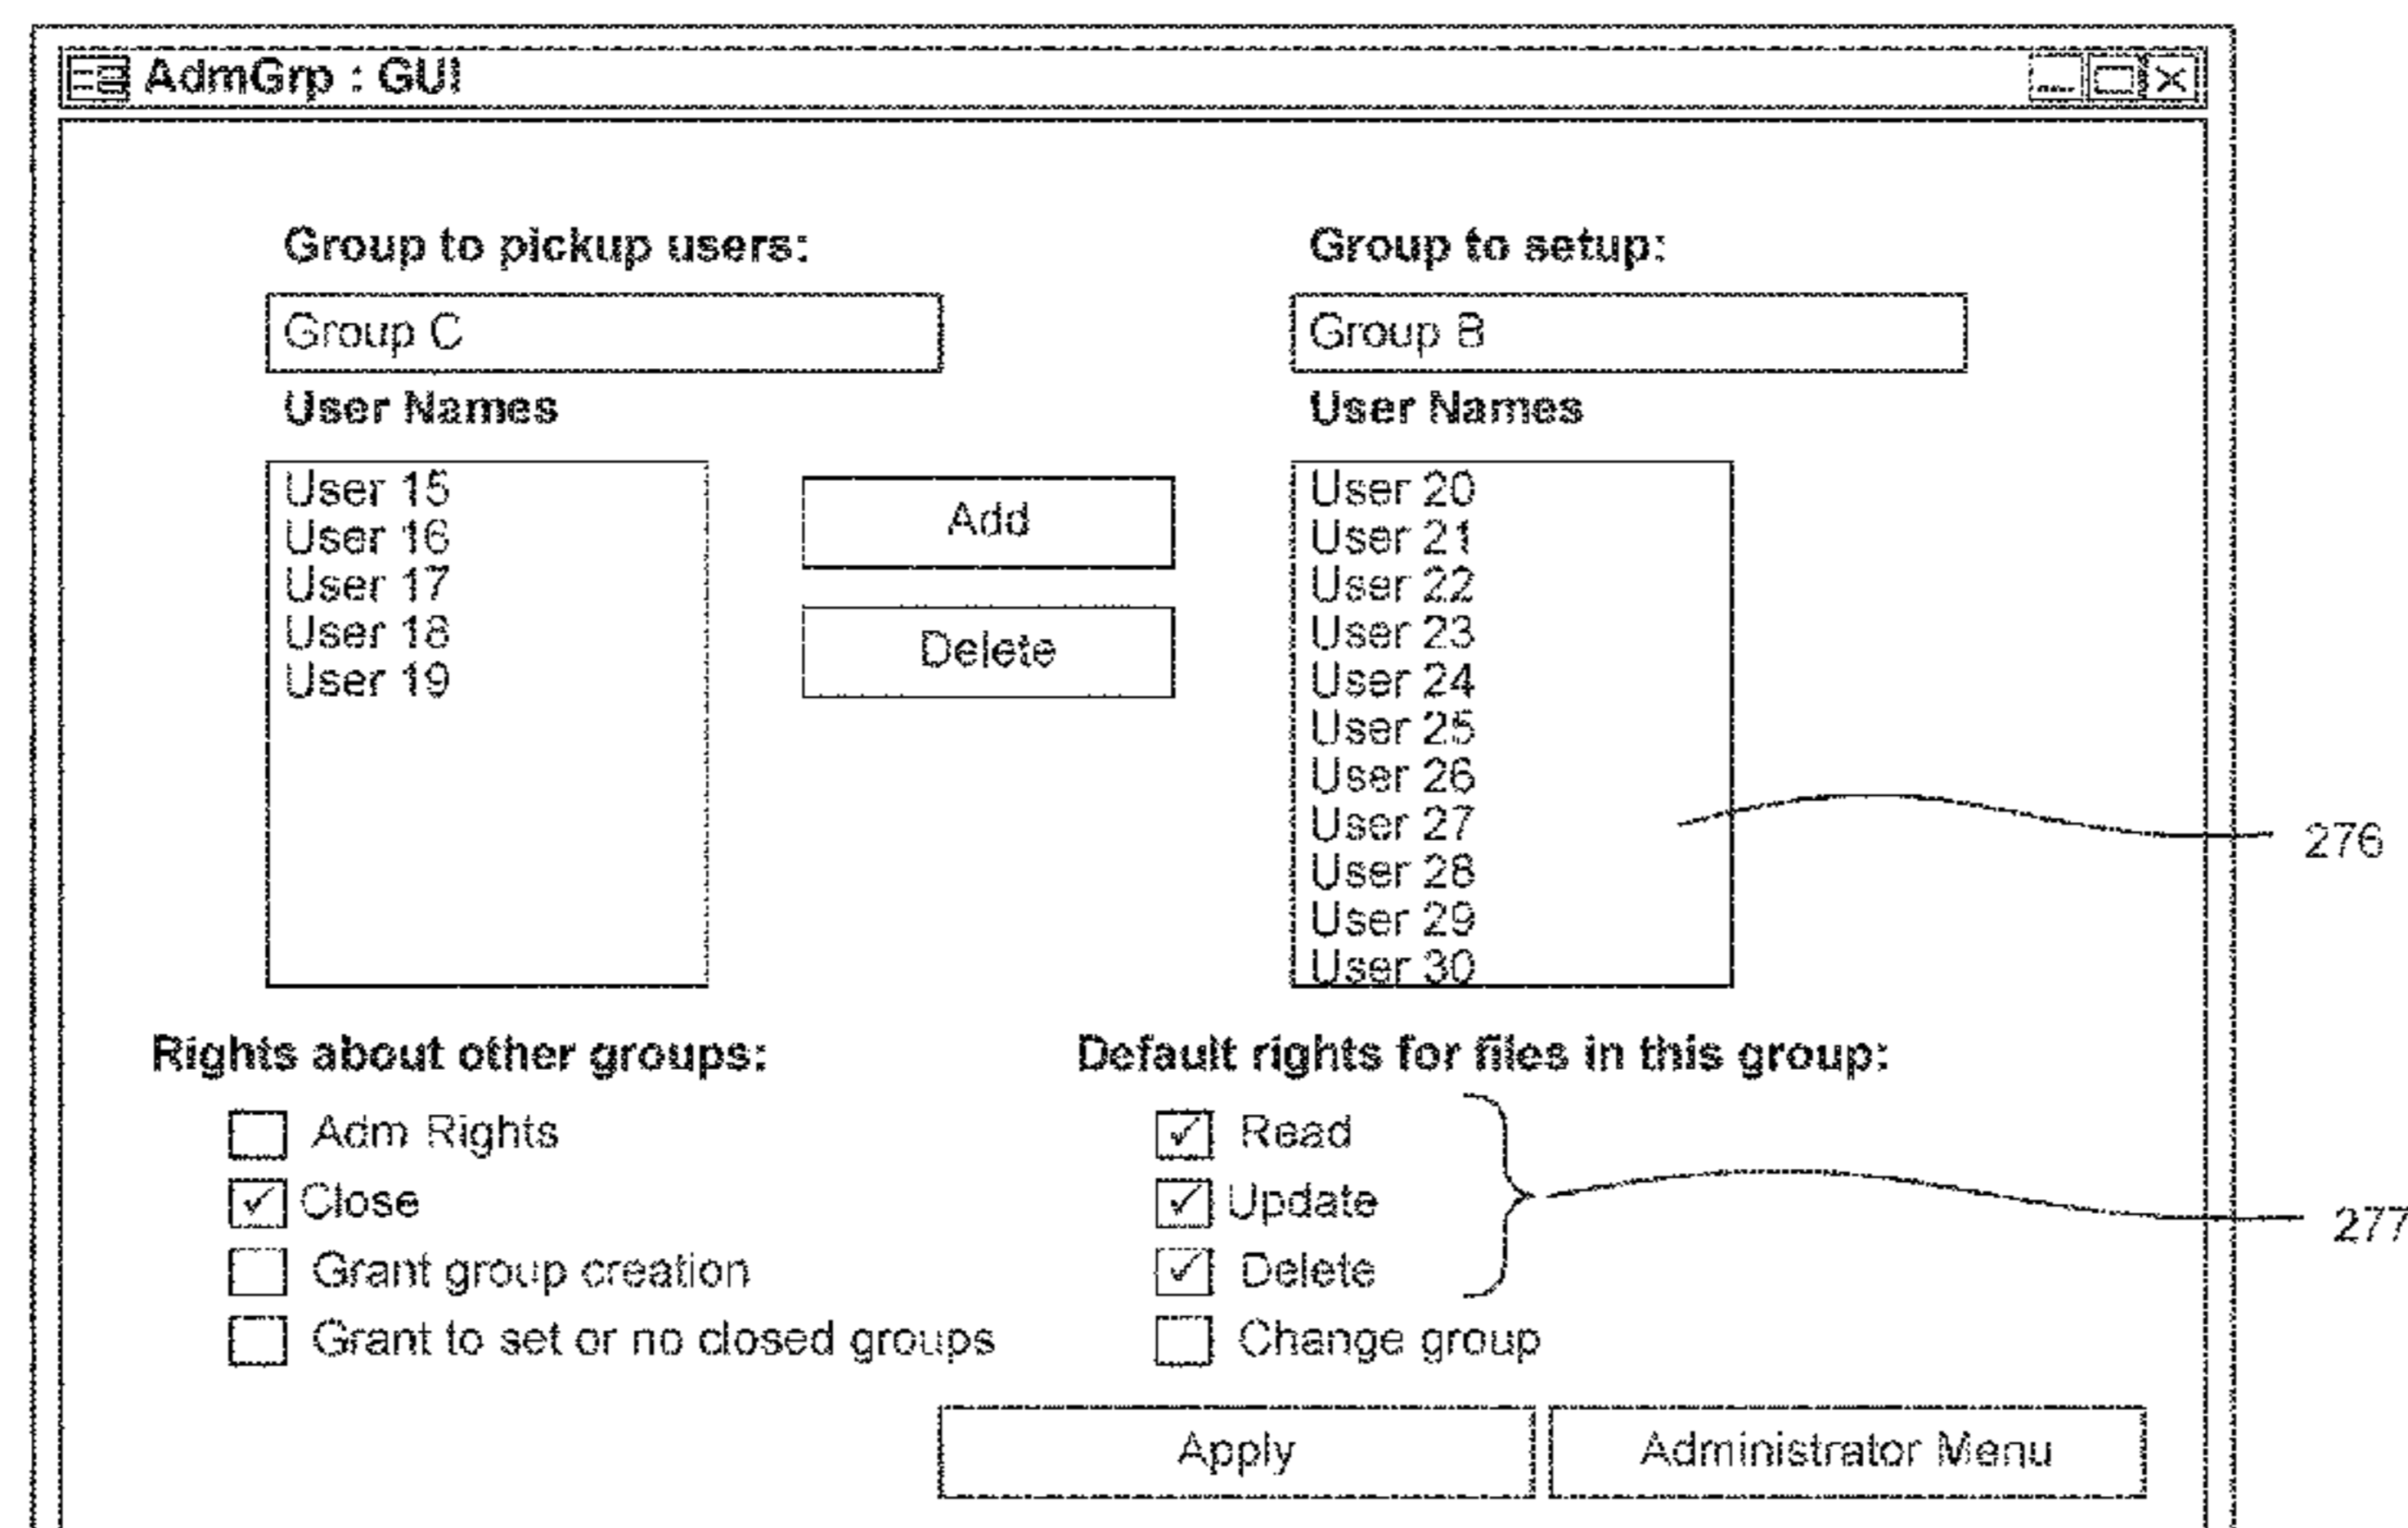 AdmGrp : GUI
Group to pickup users:
Group C
User Names
User 15
User 16
User 17
User 18
User 19
Add
Delete
Group to setup:
Group B
User Names
User 20
User 21
User 22
User 23
User 24
User 25
User 26
User 27
User 28
User 29
User 30
276
Rights about other groups:
Adm Rights
Close
Grant group creation
Grant to set or no closed groups
Default rights for files in this group:
Read
Update
Delete
Change group
277
Apply
Administrator Menu